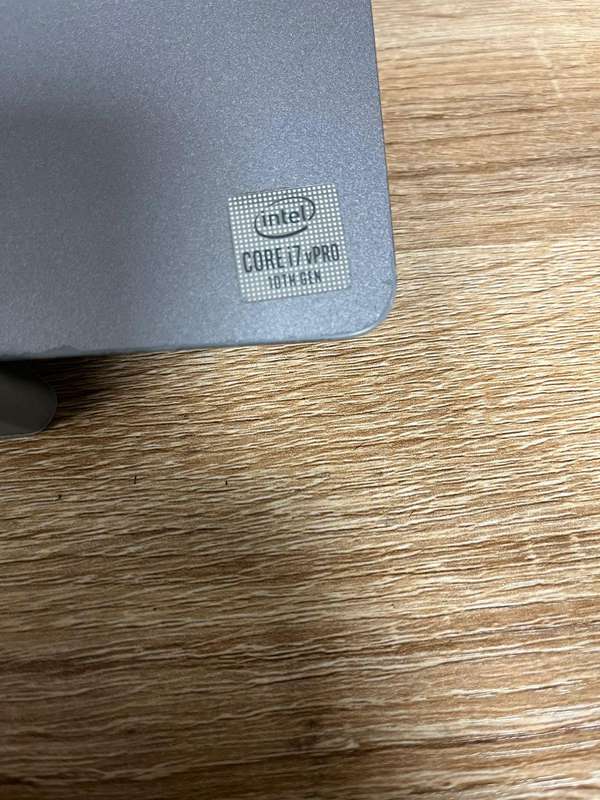 intel
CORE i7 vPRO
10TH GEN